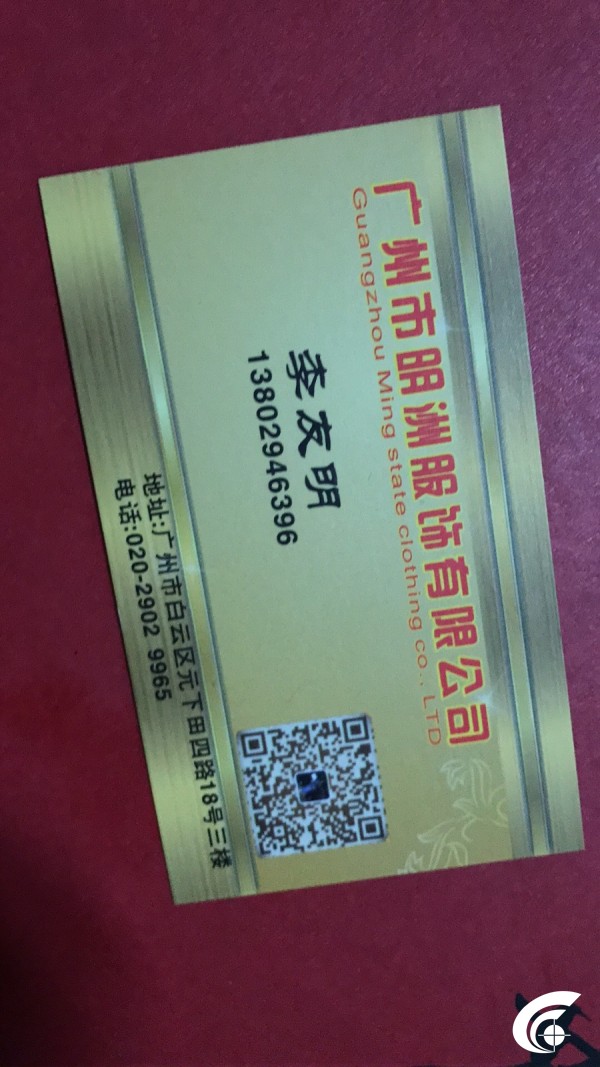 广州市明洲服饰有限公司
Guangzhou Ming state clothing co., LTD
李友明
13802946396
地址:广州市白云区元下田四路18号三楼
电话:020-2902 9965